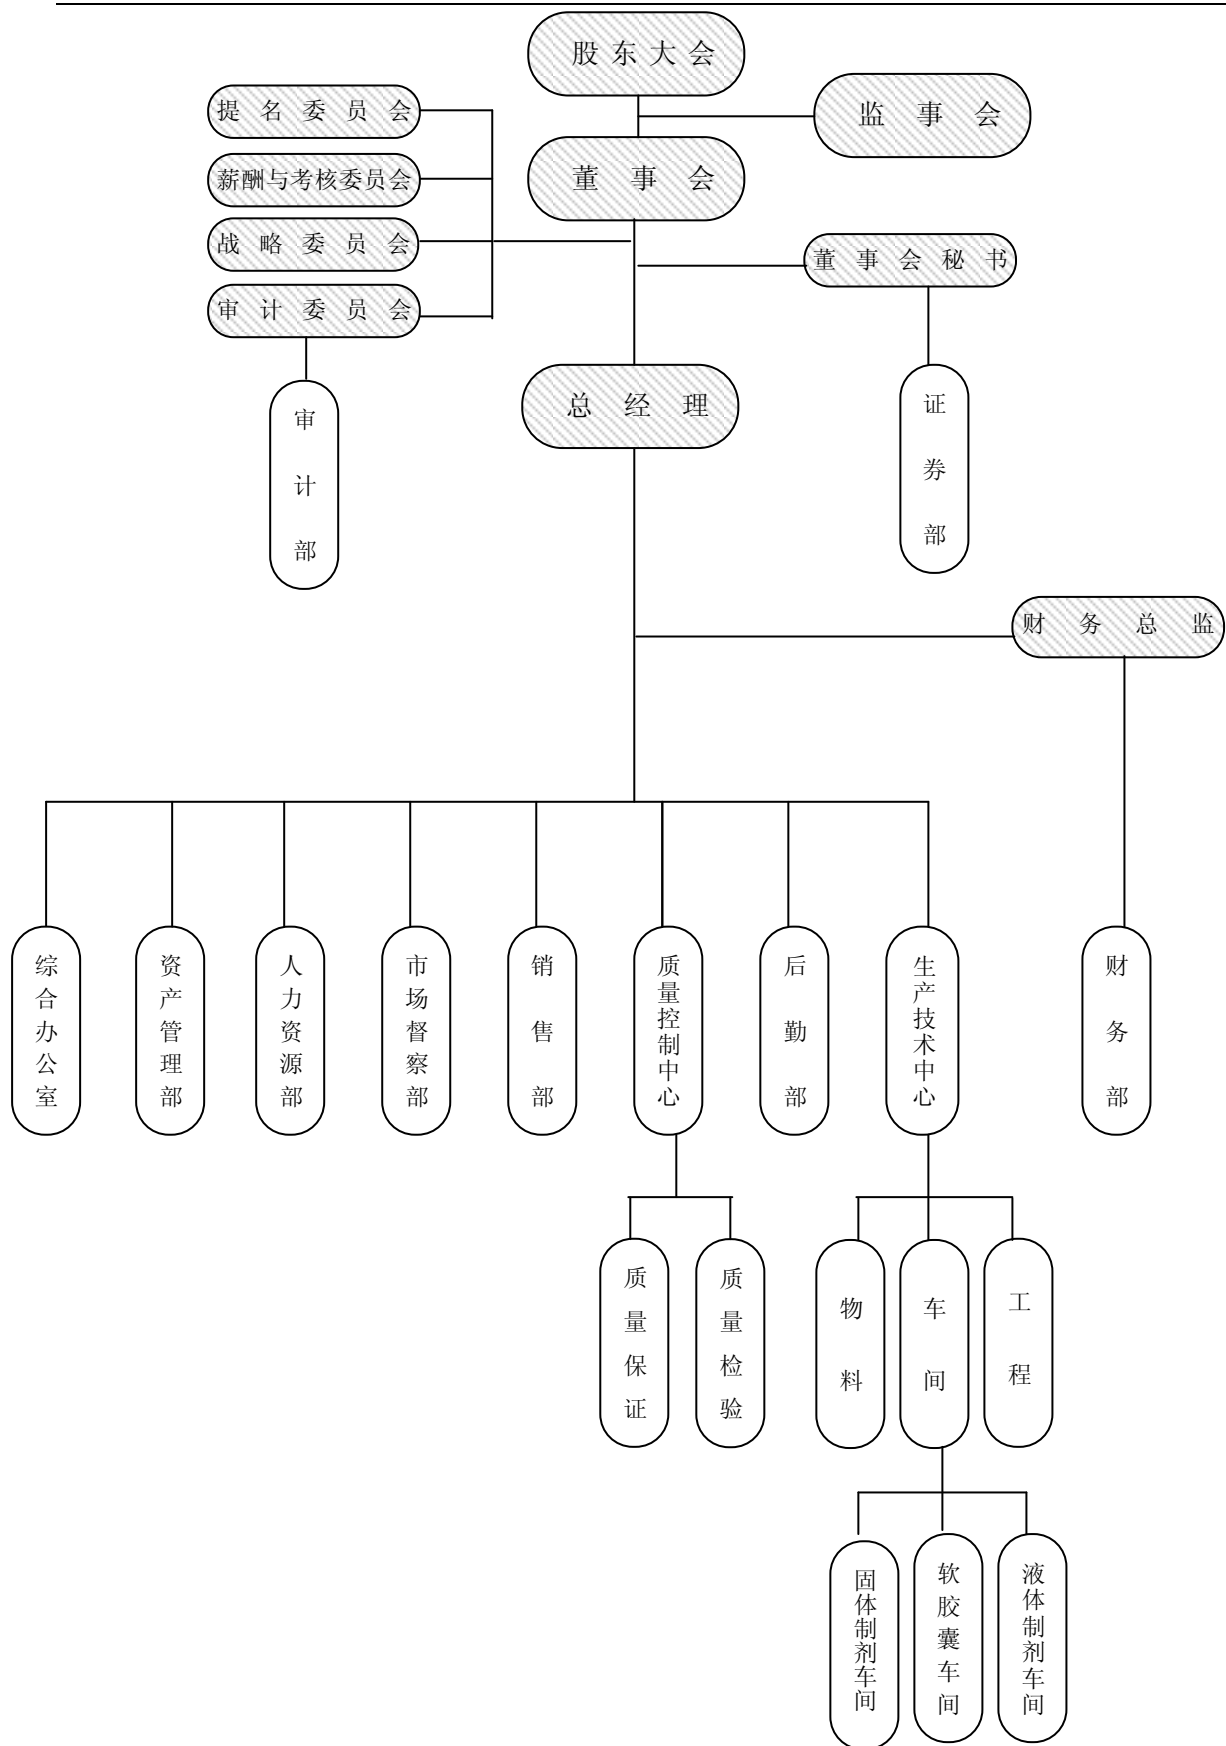 股东大会
监事会
提名委员会
董事会
薪酬与考核委员会
战略委员会
董事会秘书
审计委员会
总经理
审计部
证券部
财务总监
综合办公室
资产管理部
人力资源部
市场督察部
销售部
质量控制中心
后勤部
生产技术中心
财务部
质量保证
质量检验
物料
车间
工程
固体制剂车间
软胶囊车间
液体制剂车间